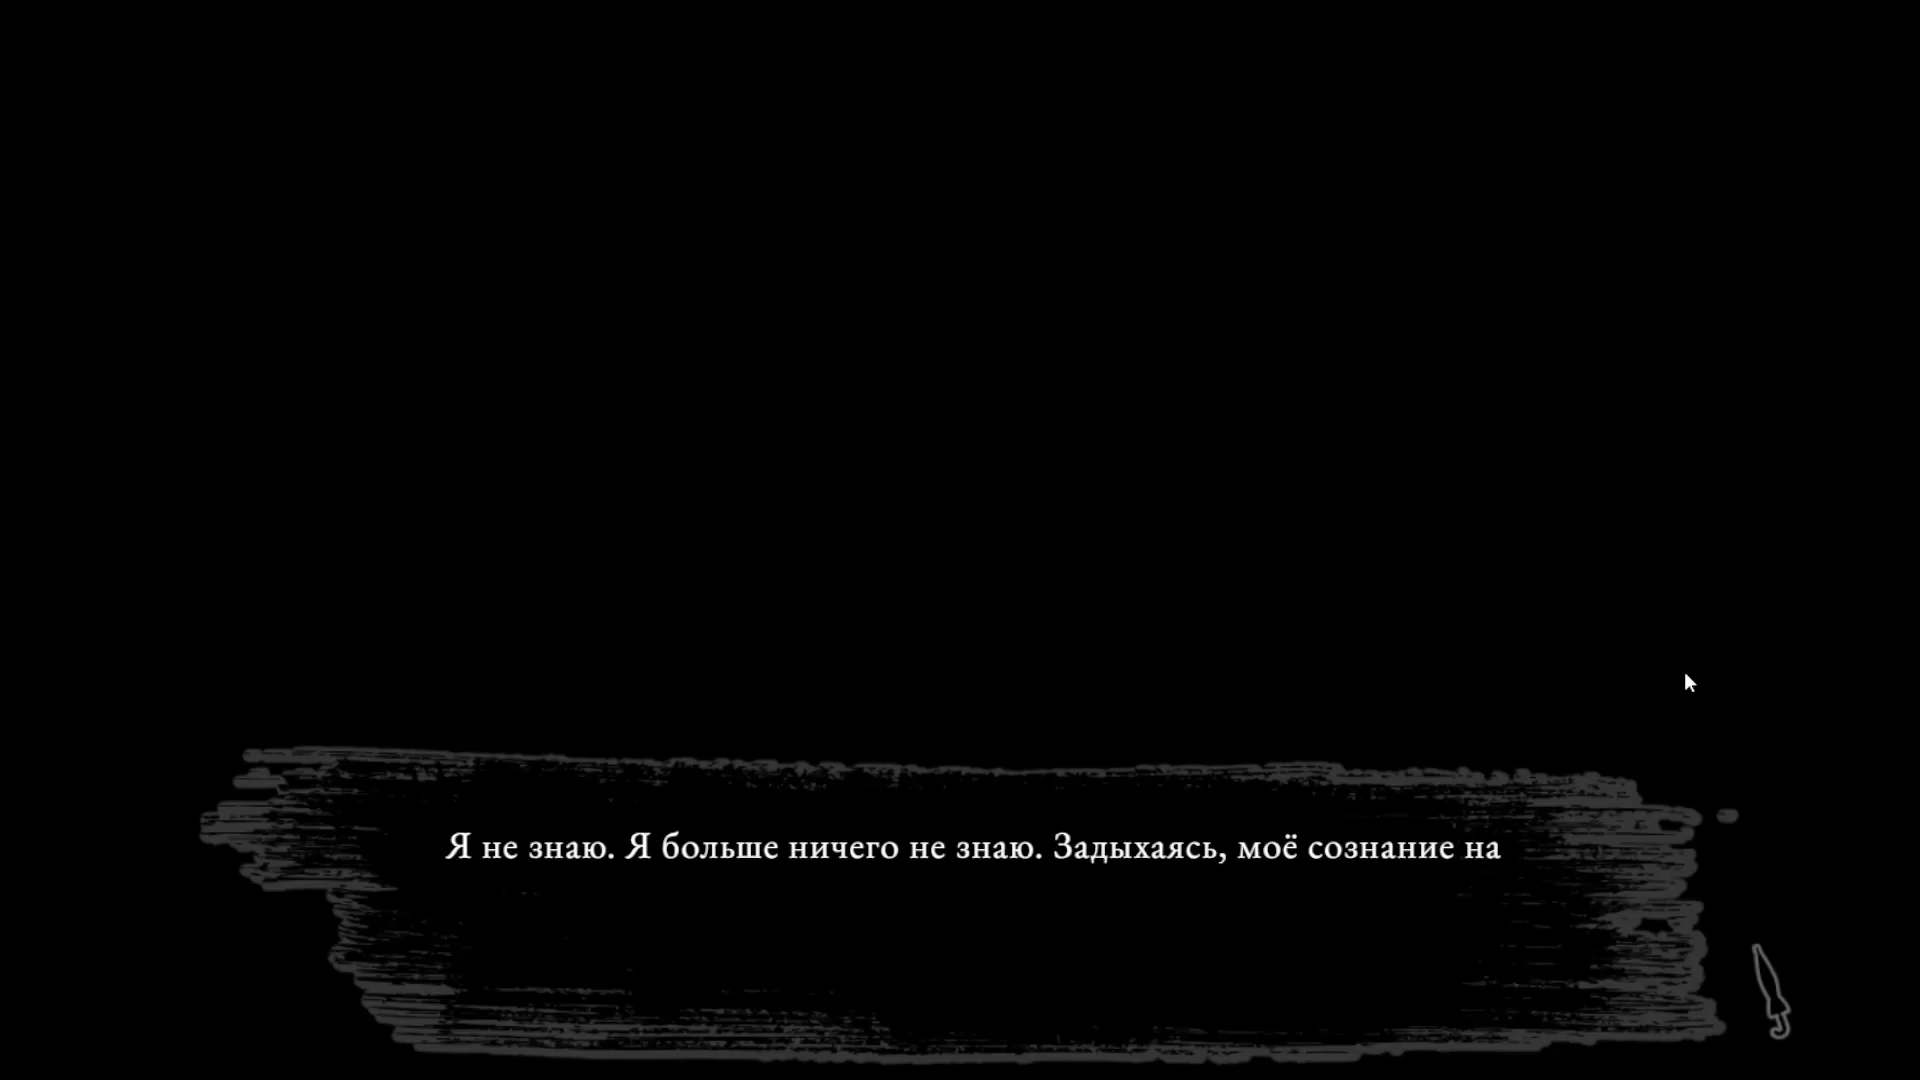 Я не знаю. Я больше ничего не знаю. Задыхаясь, моё сознание на